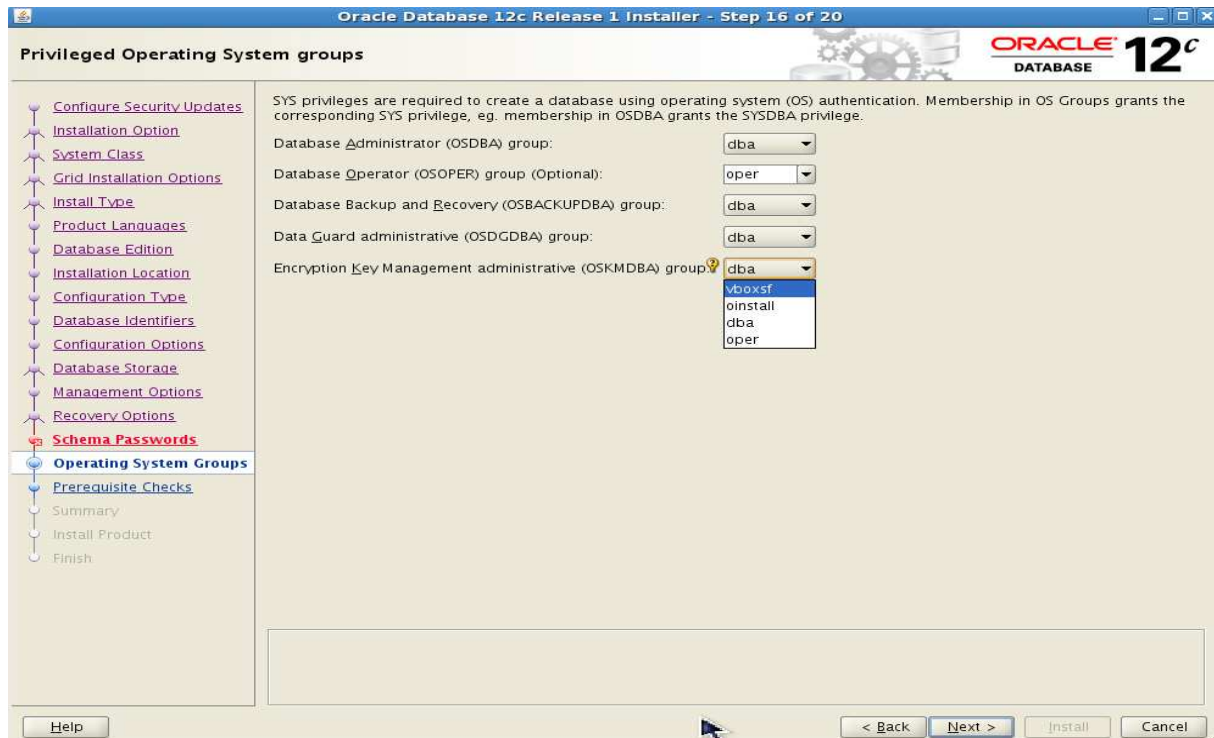 Oracle Database 12c Release 1 Installer - Step 16 of 20
Privileged Operating System groups
ORACLE
DATABASE
12c
Configure Security Updates
Installation Option
System Class
Grid Installation Options
Install Type
Product Languages
Database Edition
Installation Location
Configuration Type
Database Identifiers
Configuration Options
Database Storage
Management Options
Recovery Options
Schema Passwords
Operating System Groups
Prerequisite Checks
Summary
Install Product
Finish
SYS privileges are required to create a database using operating system (OS) authentication. Membership in OS Groups grants the
corresponding SYS privilege, eg. membership in OSDBA grants the SYSDBA privilege.
Database Administrator (OSDBA) group: dba
Database Operator (OSOPER) group (Optional): oper
Database Backup and Recovery (OSBACKUPDBA) group: dba
Data Guard administrative (OSDGDBA) group: dba
Encryption Key Management administrative (OSKMDBA) group: dba
vboxsf
oinstall
dba
oper
Help
< Back
Next >
Install
Cancel